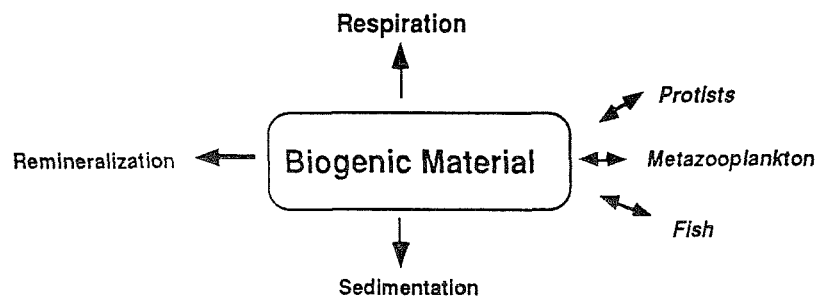 Respiration
Protists
Remineralization
Biogenic Material
Metazooplankton
Fish
Sedimentation